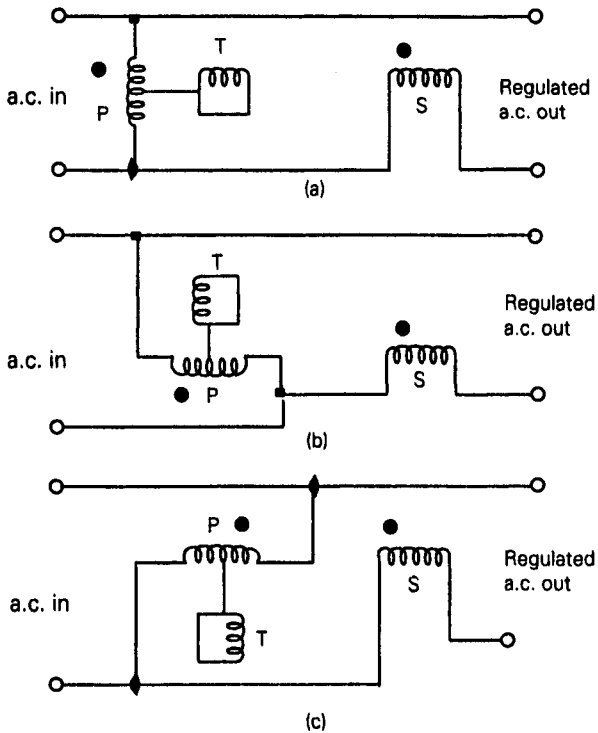 T
a.c. in
P
S
Regulated
a.c. out
(a)
T
Regulated
a.c. out
a.c. in
P
S
(b)
P
Regulated
a.c. out
S
a.c. in
T
(c)